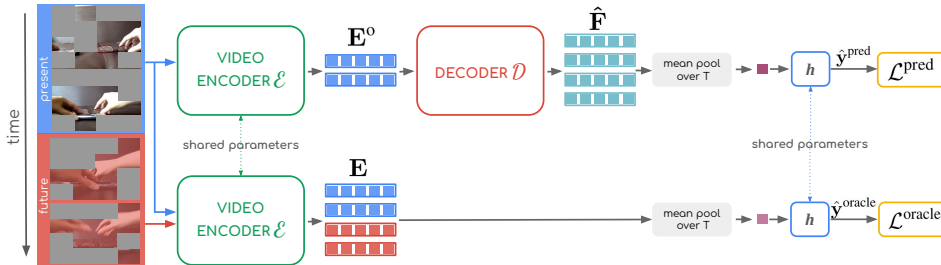 time
present
future
VIDEO
ENCODER ℰ
E°
DECODER 𝒟
F̂
mean pool
over T
h
ŷ^pred
ℒ^pred
shared parameters
shared parameters
VIDEO
ENCODER ℰ
E
mean pool
over T
h
ŷ^oracle
ℒ^oracle